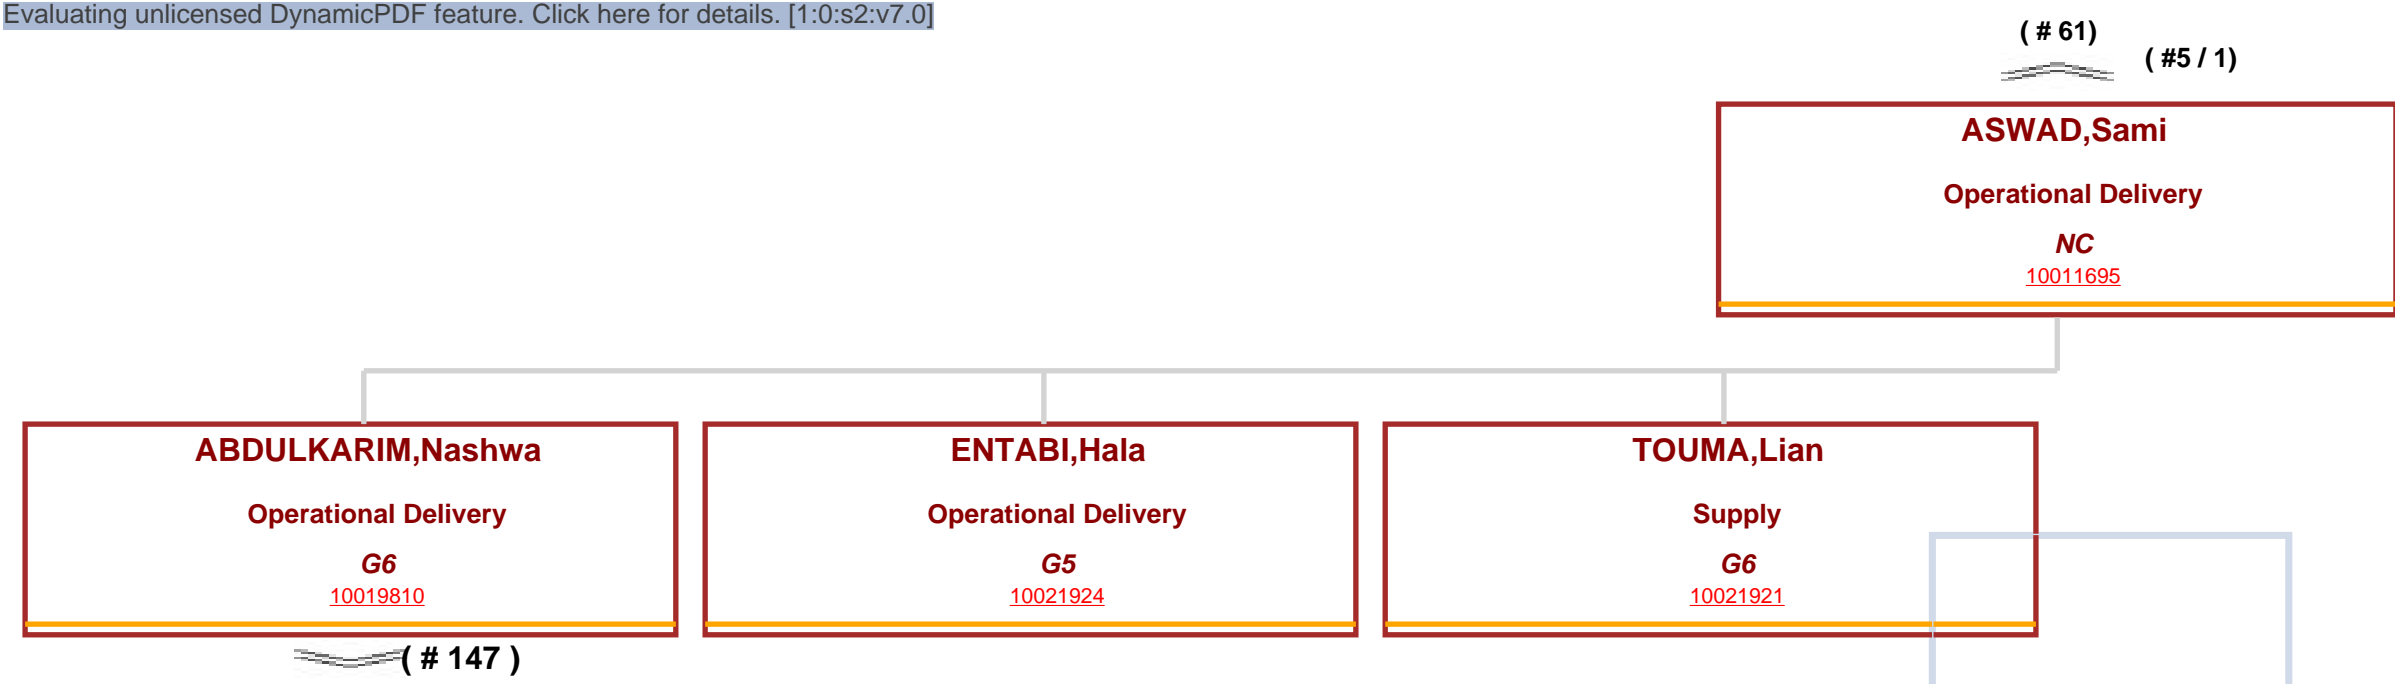 Evaluating unlicensed DynamicPDF feature. Click here for details. [1:0:s2:v7.0]
( # 61)
( #5 / 1)
ASWAD,Sami
Operational Delivery
NC
10011695
ABDULKARIM,Nashwa
Operational Delivery
G6
10019810
( # 147 )
ENTABI,Hala
Operational Delivery
G5
10021924
TOUMA,Lian
Supply
G6
10021921